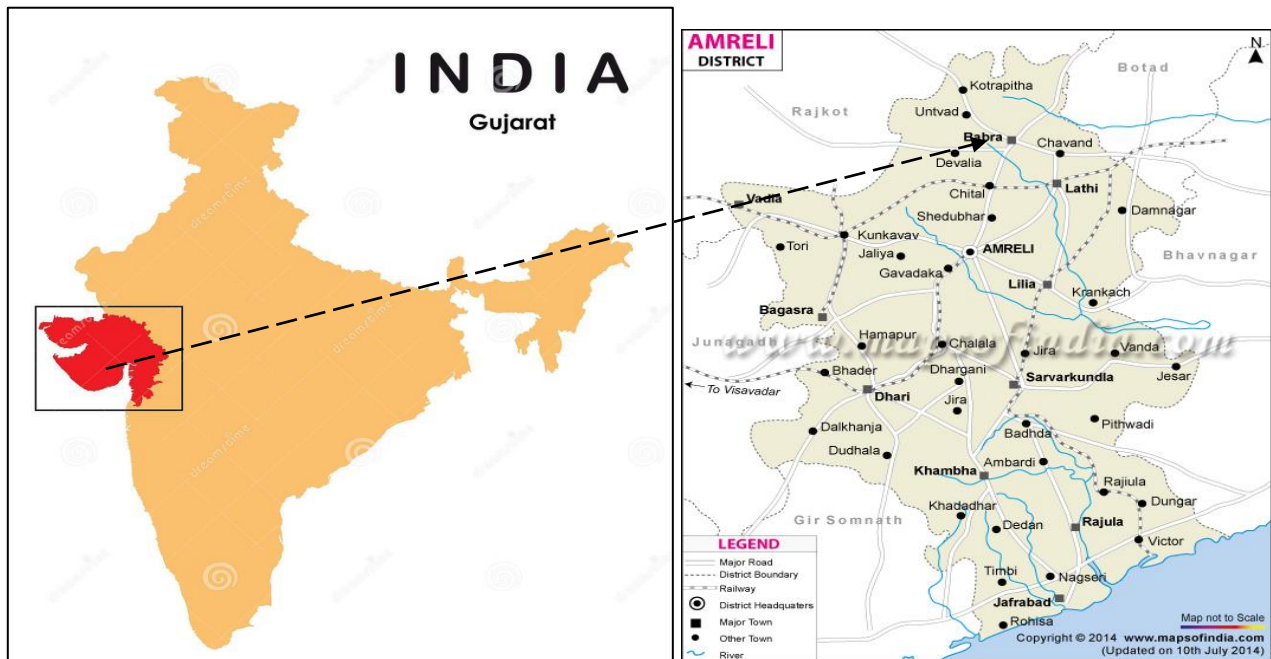 INDIA
Gujarat
dreamstime
AMRELI
DISTRICT
N
Botad
Kotrapitha
Rajkot
Untvad
Babra
Chavand
Devalia
Lathi
Chital
Vadia
Damnagar
Shedubhar
Kunkavav
Tori
AMRELI
Jaliya
Bhavnagar
Gavadaka
Lilia
Krankach
Bagasra
Hamapur
Junagadh
www.mapsofindia.com
Chalala
Jira
Vanda
Bhader
Dhargani
Jesar
Sarvarkundla
To Visavadar
Dhari
Jira
Pithwadi
Dalkhanja
Badhda
Dudhala
Ambardi
Khambha
Rajiula
Dungar
Khadadhar
Gir Somnath
Dedan
Rajula
Victor
LEGEND
Major Road
District Boundary
Railway
District Headquaters
Major Town
Other Town
River
Timbi
Nagseri
Jafrabad
Rohisa
Map not to Scale
Copyright © 2014 www.mapsofindia.com
(Updated on 10th July 2014)